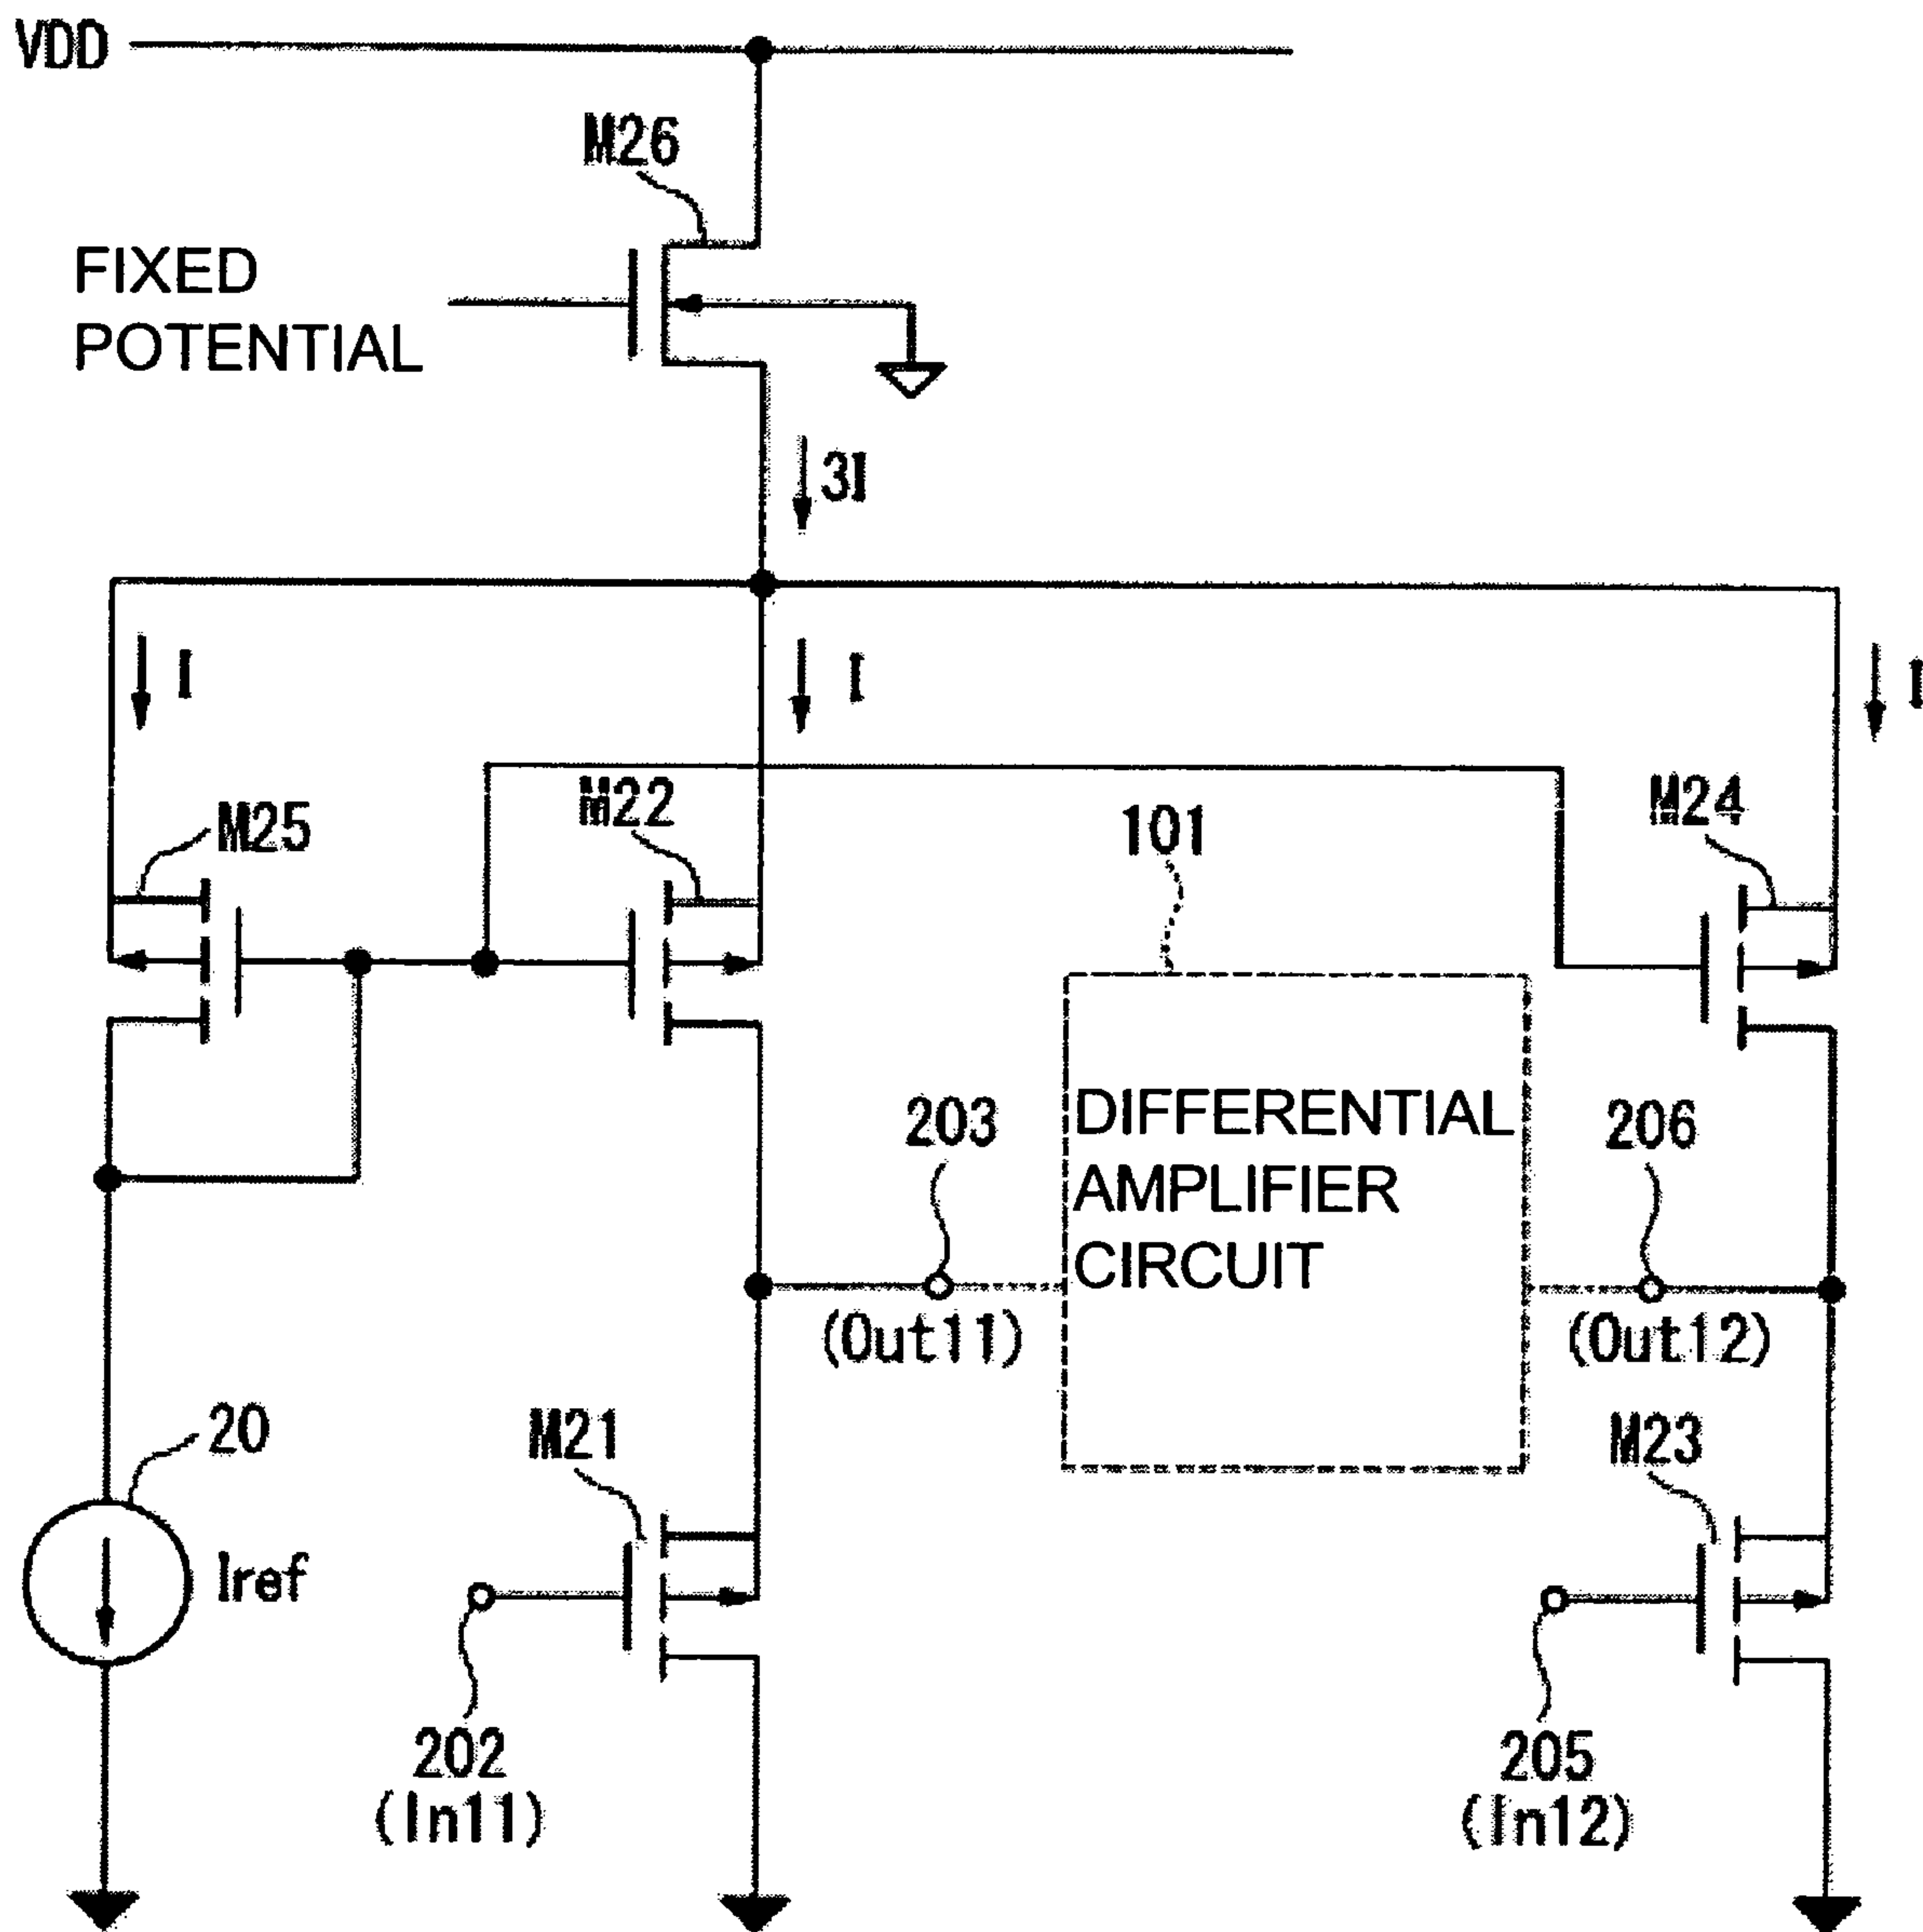 VDD
M26
FIXED
POTENTIAL
3I
I
I
I
M25
M22
M24
101
203
DIFFERENTIAL
AMPLIFIER
CIRCUIT
206
(Out11)
(Out12)
20
M21
M23
Iref
202
(In11)
205
(In12)